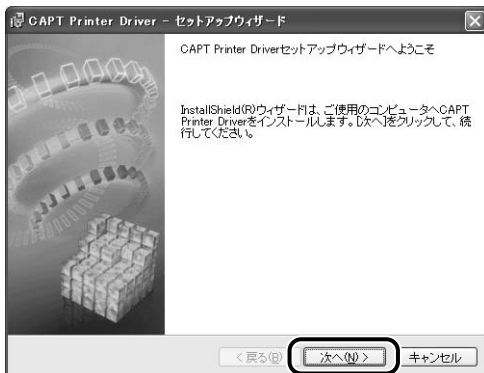 CAPT Printer Driver - セットアップウィザード
CAPT Printer Driverセットアップウィザードへようこそ
InstallShield(R)ウィザードは、ご使用のコンピュータへCAPT
Printer Driverをインストールします。[次へ]をクリックして、続
行してください。
< 戻る(B) 次へ(N) > キャンセル